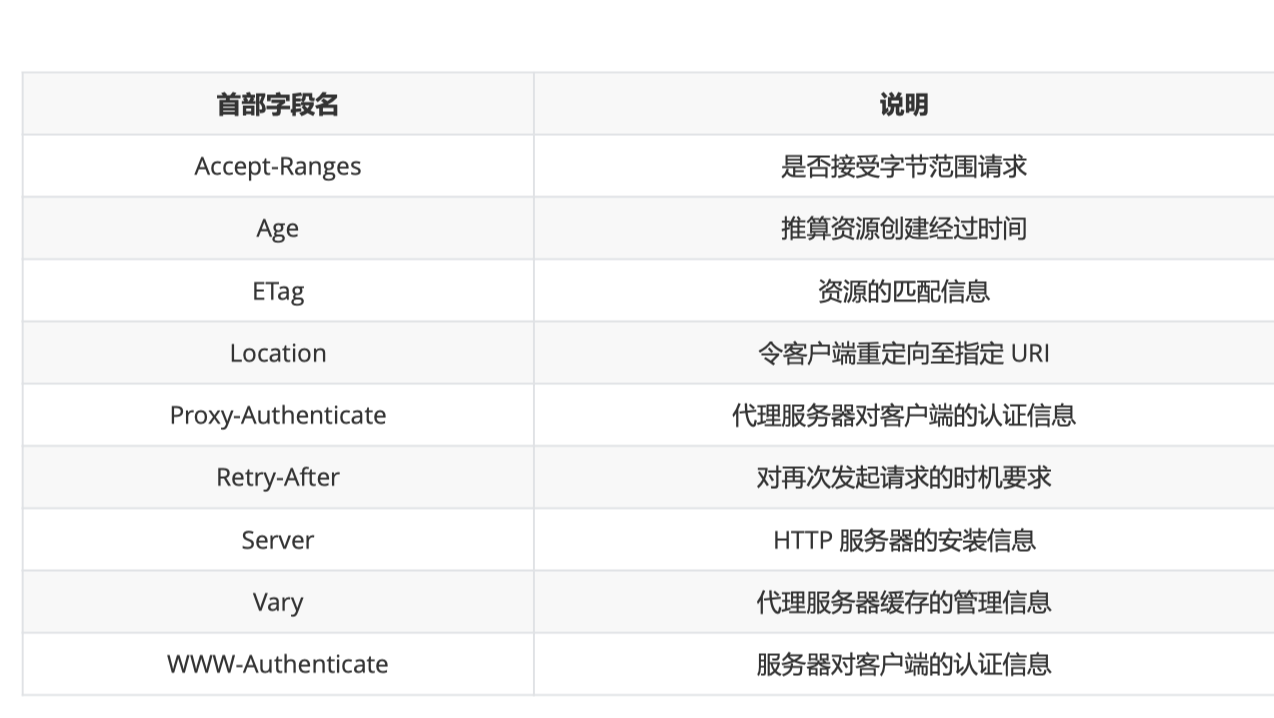 首部字段名 说明
Accept-Ranges 是否接受字节范围请求
Age 推算资源创建经过时间
ETag 资源的匹配信息
Location 令客户端重定向至指定 URI
Proxy-Authenticate 代理服务器对客户端的认证信息
Retry-After 对再次发起请求的时机要求
Server HTTP 服务器的安装信息
Vary 代理服务器缓存的管理信息
WWW-Authenticate 服务器对客户端的认证信息